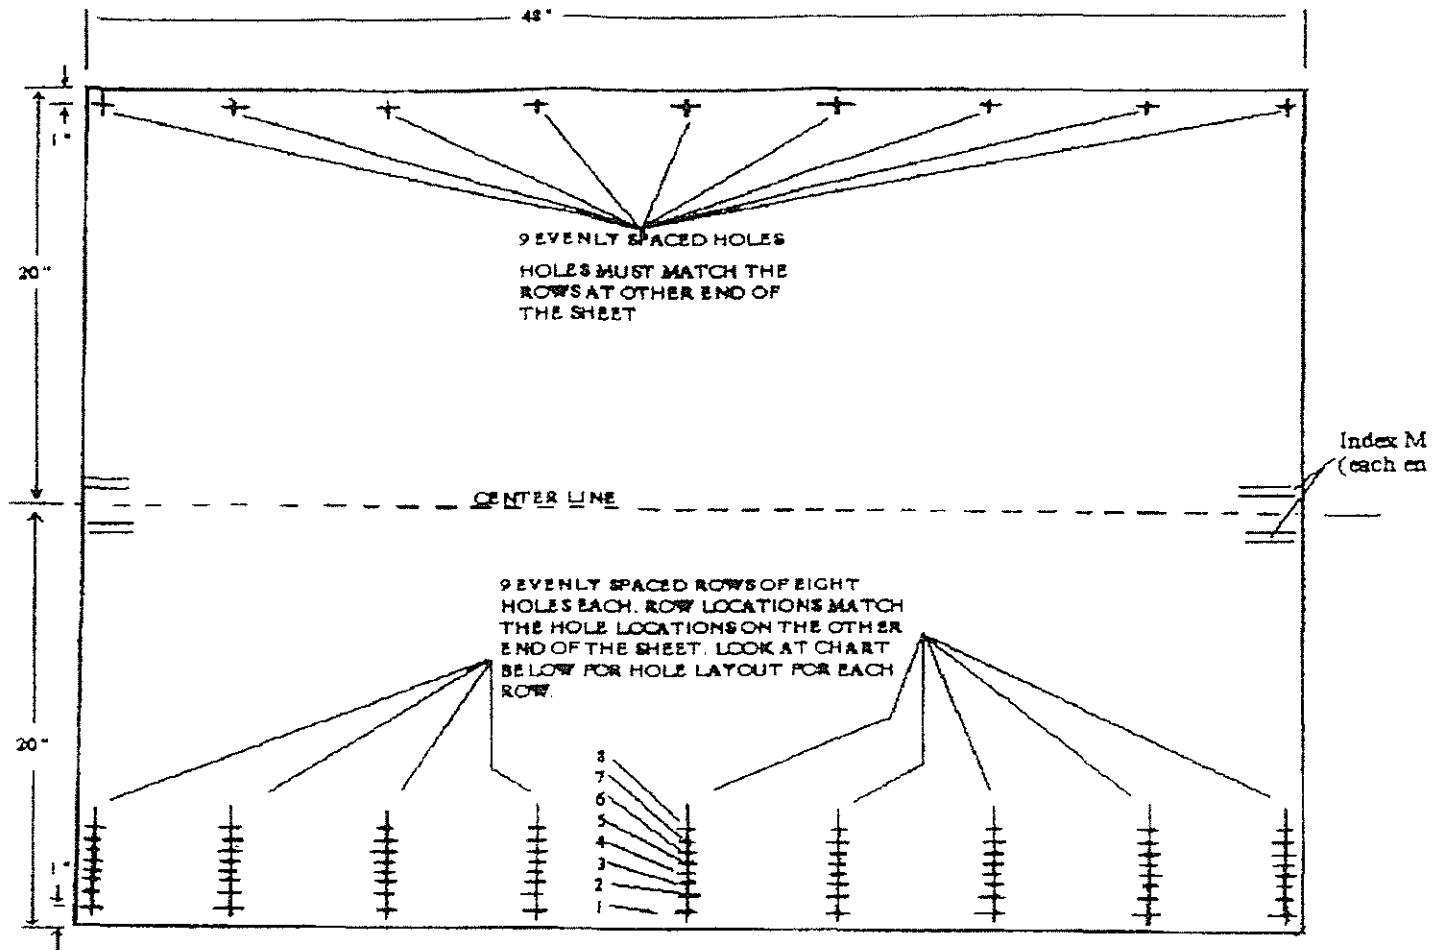 48"
1"
9 EVENLY SPACED HOLES
HOLES MUST MATCH THE
ROWS AT OTHER END OF
THE SHEET
20"
Index M
(each en
CENTER LINE
9 EVENLY SPACED ROWS OF EIGHT
HOLES EACH. ROW LOCATIONS MATCH
THE HOLE LOCATIONS ON THE OTHER
END OF THE SHEET. LOOK AT CHART
BELOW FOR HOLE LAYOUT FOR EACH
ROW.
20"
8
7
6
5
4
3
2
1
1"